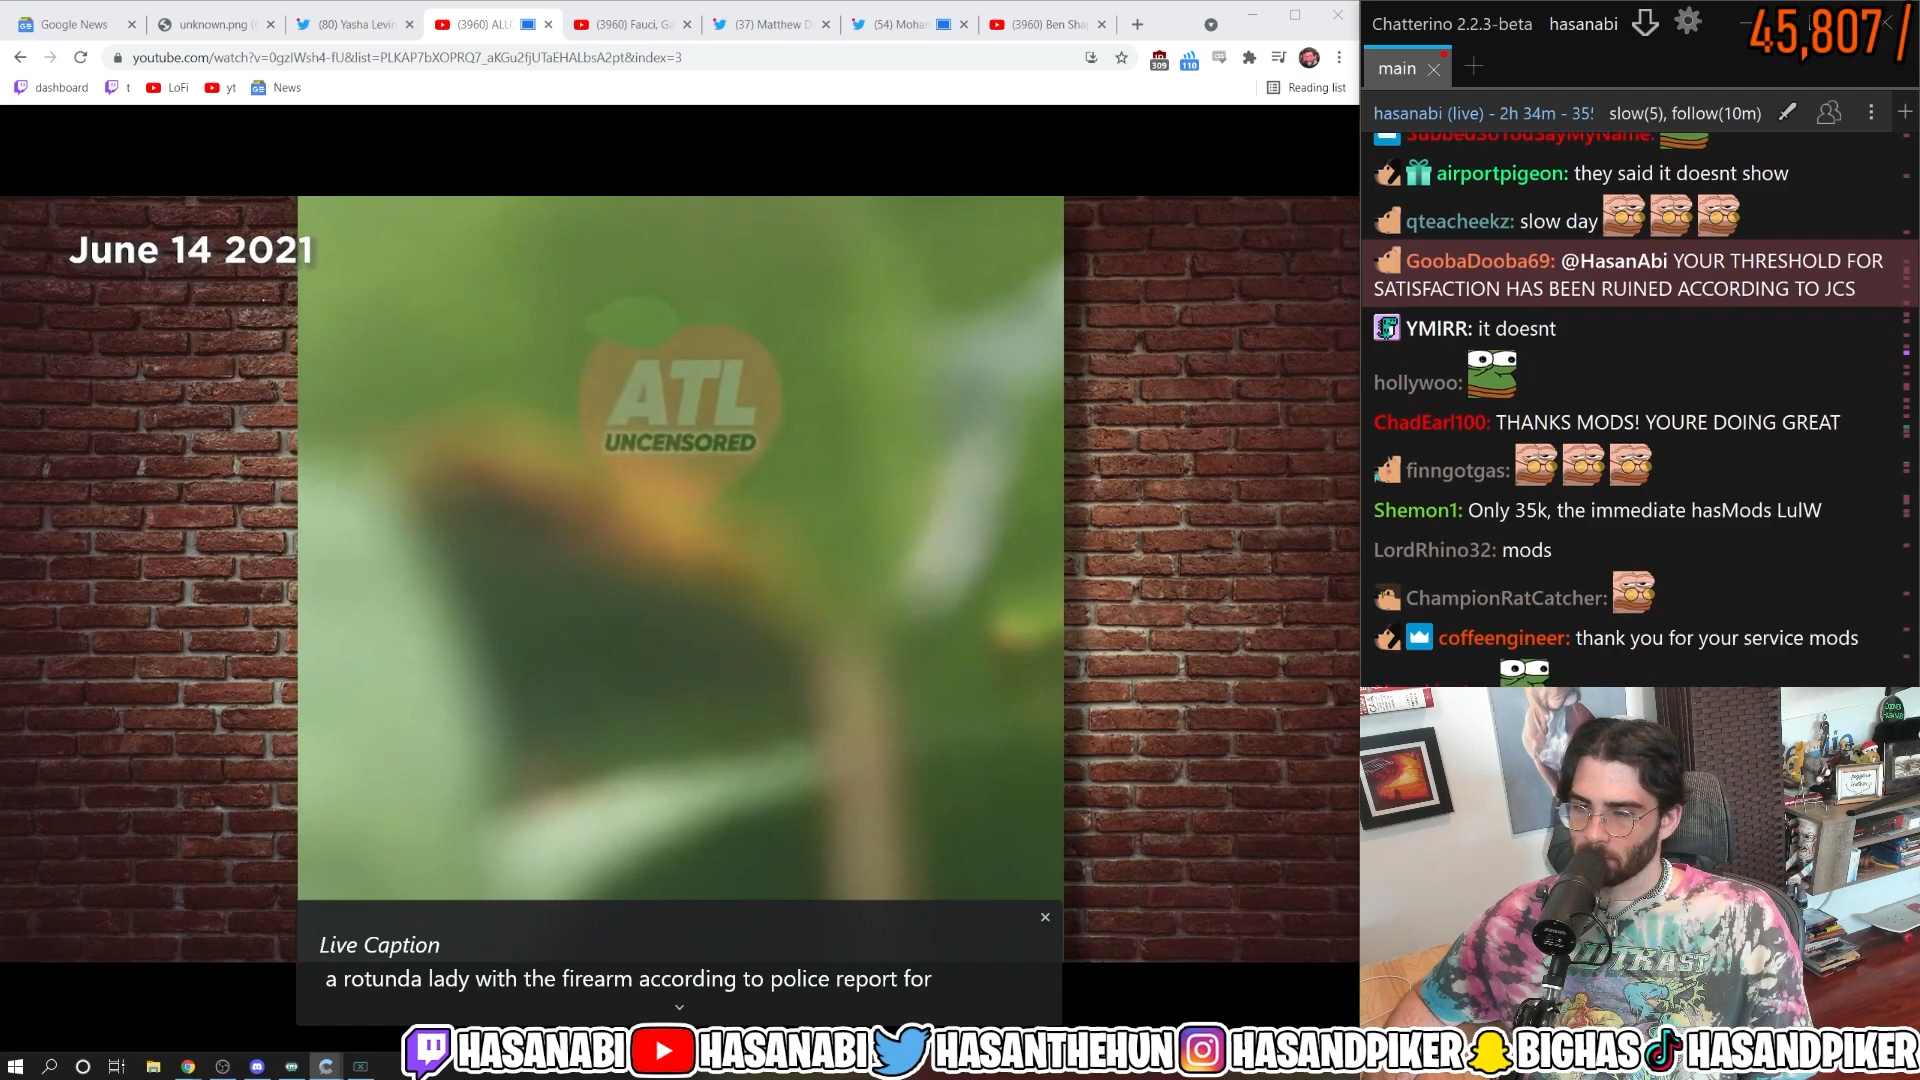 Google News
unknown.png (
(80) Yasha Levin
(3960) ALLC
(3960) Fauci, Ga
(37) Matthew D
(54) Mohan
(3960) Ben Shap
youtube.com/watch?v=0gzIWsh4-fU&list=PLKAP7bXOPRQ7_aKGu2fjUTaEHALbsA2pt&index=3
309
110
dashboard
t
LoFi
yt
News
Reading list
June 14 2021
ATL
UNCENSORED
Live Caption
a rotunda lady with the firearm according to police report for
Chatterino 2.2.3-beta
hasanabi
45,807 /
main
hasanabi (live) - 2h 34m - 35!
slow(5), follow(10m)
SubbedSoYouSayMyName:
airportpigeon: they said it doesnt show
qteacheekz: slow day
GoobaDooba69: @HasanAbi YOUR THRESHOLD FOR
SATISFACTION HAS BEEN RUINED ACCORDING TO JCS
YMIRR: it doesnt
hollywoo:
ChadEarl100: THANKS MODS! YOURE DOING GREAT
finngotgas:
Shemon1: Only 35k, the immediate hasMods LulW
LordRhino32: mods
ChampionRatCatcher:
coffeengineer: thank you for your service mods
OUTKAST
HASANABI
HASANABI
HASANTHEHUN
HASANDPIKER
BIGHAS
HASANDPIKER